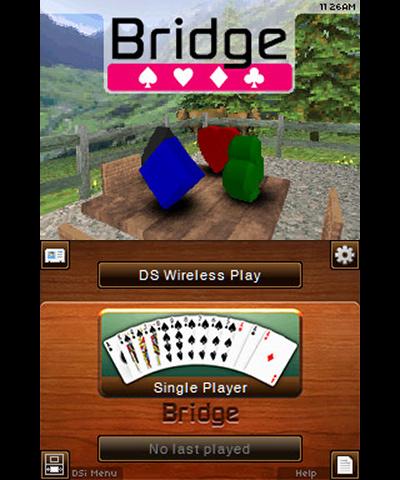 11:26AM
Bridge
DS Wireless Play
Single Player
Bridge
No last played
DSi Menu
Help